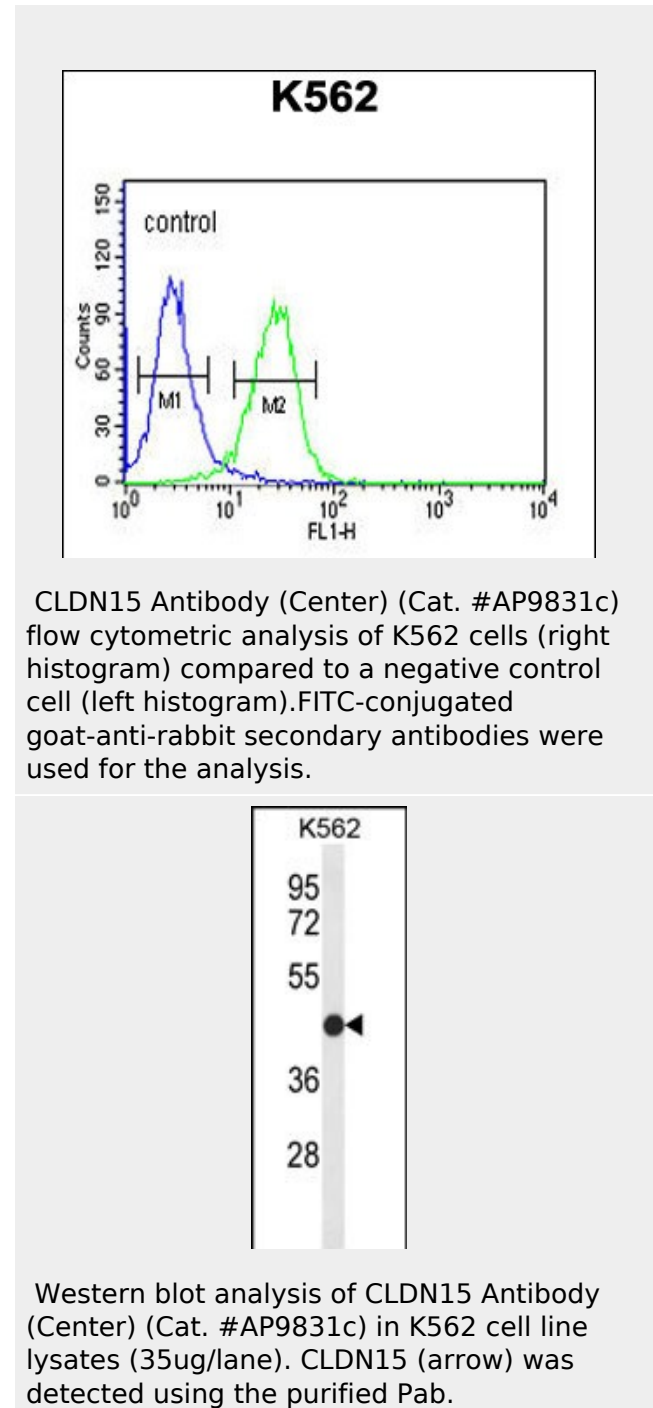 K562
control
150
120
90
60
30
0
Counts
M1
M2
10^0 10^1 10^2 10^3 10^4
FL1-H
CLDN15 Antibody (Center) (Cat. #AP9831c)
flow cytometric analysis of K562 cells (right
histogram) compared to a negative control
cell (left histogram).FITC-conjugated
goat-anti-rabbit secondary antibodies were
used for the analysis.
K562
95
72
55
36
28
Western blot analysis of CLDN15 Antibody
(Center) (Cat. #AP9831c) in K562 cell line
lysates (35ug/lane). CLDN15 (arrow) was
detected using the purified Pab.